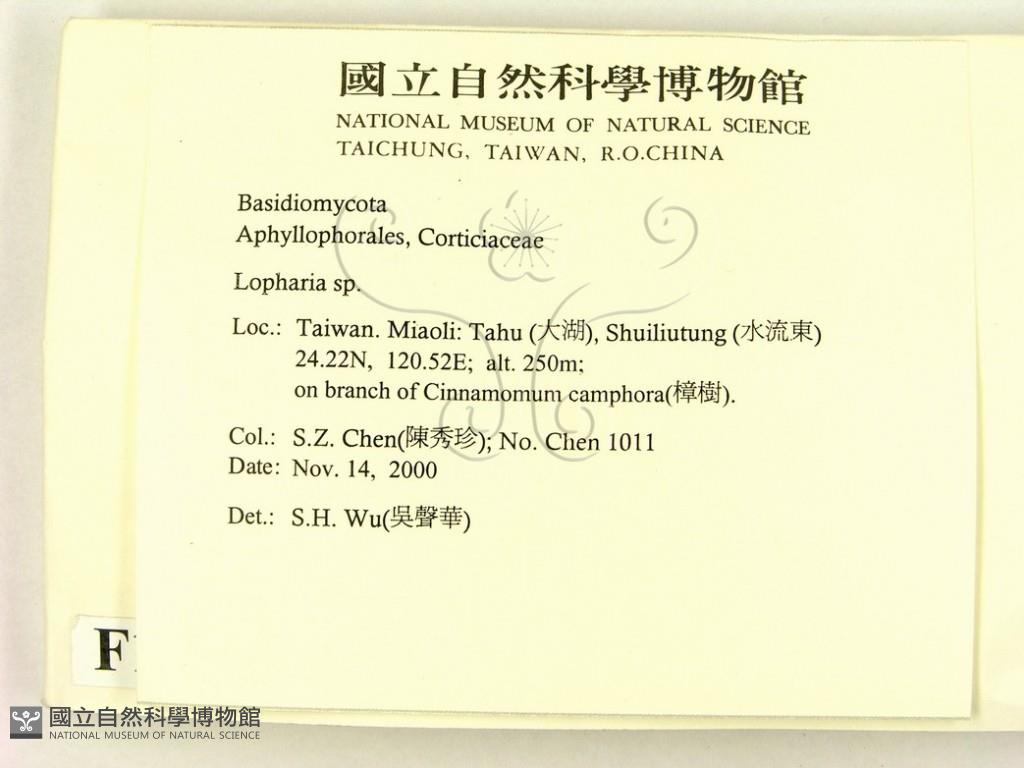 國立自然科學博物館
NATIONAL MUSEUM OF NATURAL SCIENCE
TAICHUNG, TAIWAN, R.O.CHINA
Basidiomycota
Aphyllophorales, Corticiaceae
Lopharia sp.
Loc.: Taiwan. Miaoli: Tahu (大湖), Shuiliutung (水流東)
24.22N, 120.52E; alt. 250m;
on branch of Cinnamomum camphora(樟樹).
Col.: S.Z. Chen(陳秀珍); No. Chen 1011
Date: Nov. 14, 2000
Det.: S.H. Wu(吳聲華)
F
國立自然科學博物館
NATIONAL MUSEUM OF NATURAL SCIENCE